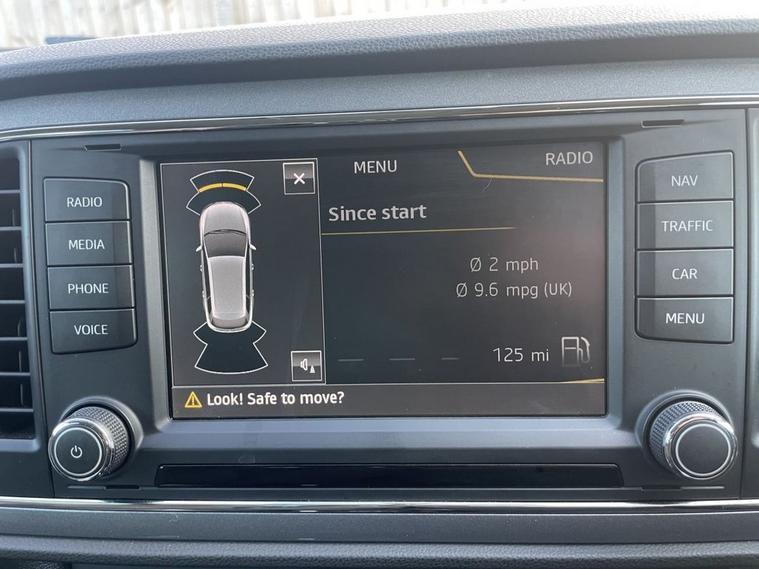 MENU
RADIO
Since start
Ø 2 mph
Ø 9.6 mpg (UK)
125 mi
Look! Safe to move?
RADIO
MEDIA
PHONE
VOICE
NAV
TRAFFIC
CAR
MENU